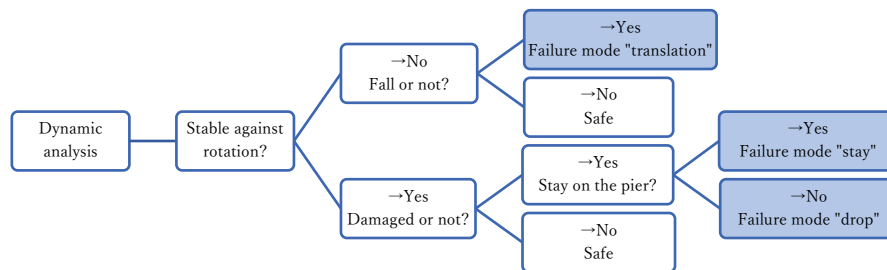 Dynamic
analysis
Stable against
rotation?
→No
Fall or not?
→Yes
Failure mode "translation"
→No
Safe
→Yes
Damaged or not?
→Yes
Stay on the pier?
→Yes
Failure mode "stay"
→No
Failure mode "drop"
→No
Safe